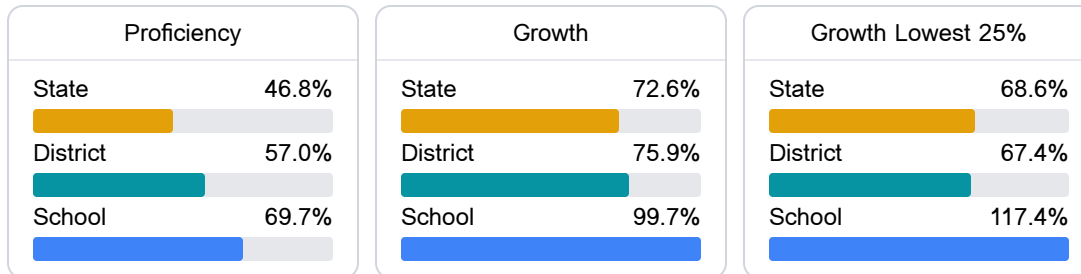 Proficiency
State 46.8%
District 57.0%
School 69.7%
Growth
State 72.6%
District 75.9%
School 99.7%
Growth Lowest 25%
State 68.6%
District 67.4%
School 117.4%